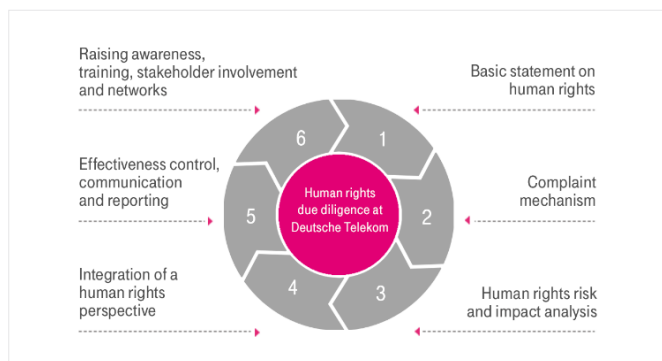 Raising awareness,
training, stakeholder involvement
and networks
Basic statement on
human rights
6
1
Effectiveness control,
communication
and reporting
Human rights
due diligence at
Deutsche Telekom
Complaint
mechanism
5
2
Integration of a
human rights
perspective
4
3
Human rights risk
and impact analysis